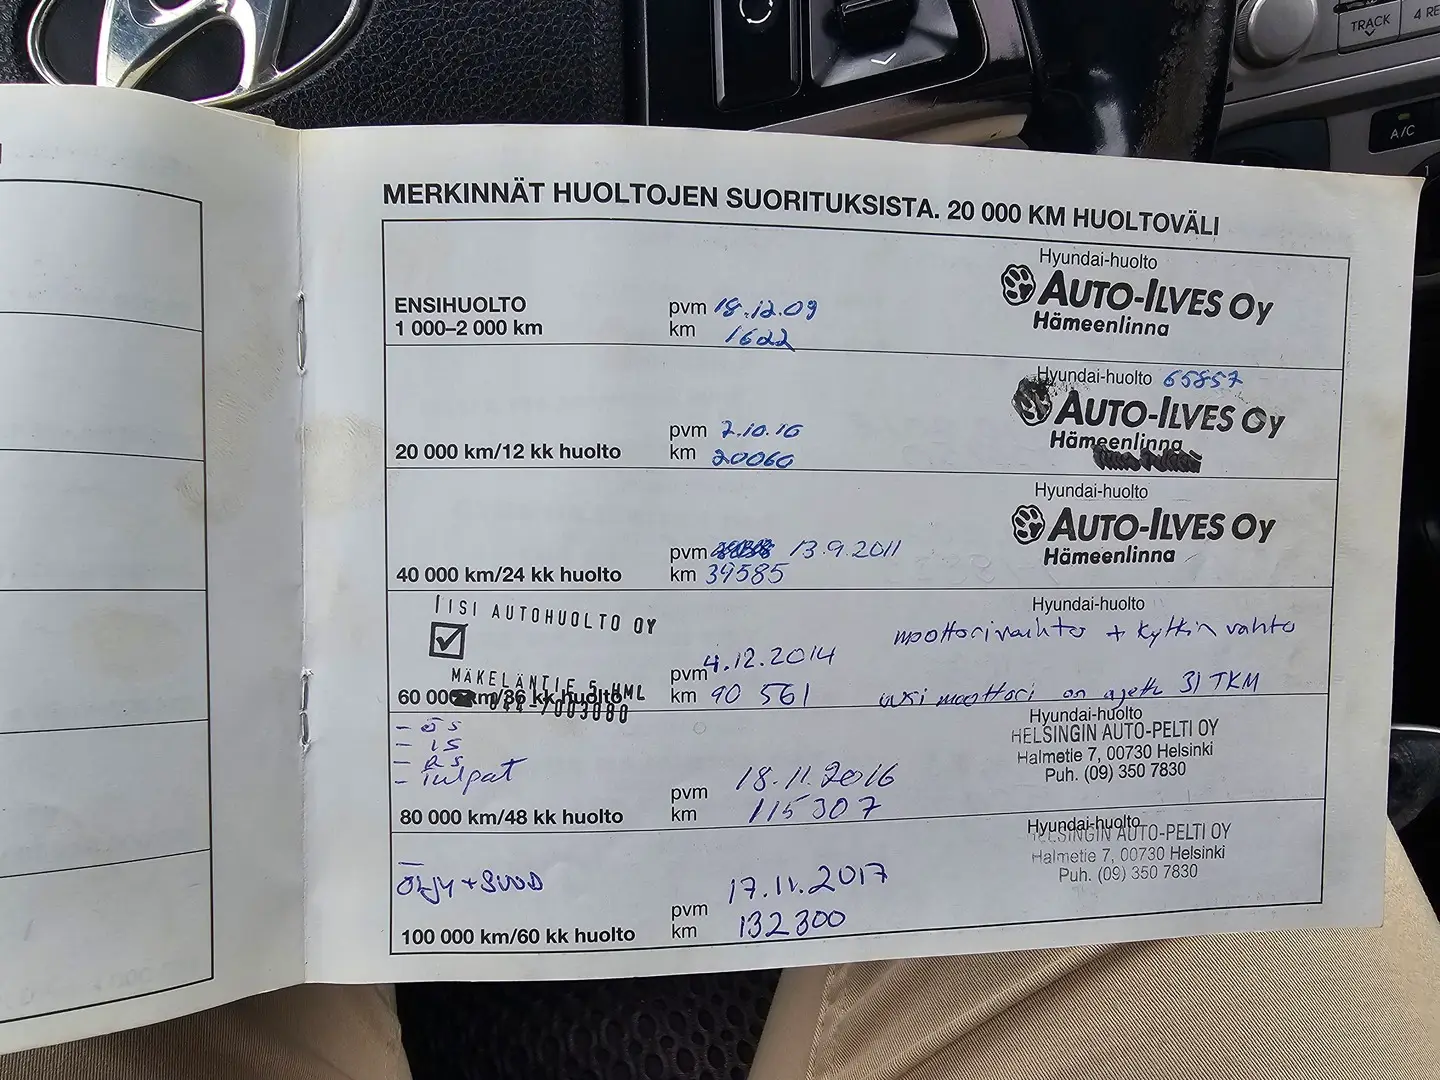 TRACK
4 RE
A/C
MERKINNÄT HUOLTOJEN SUORITUKSISTA. 20 000 KM HUOLTOVÄLI
ENSIHUOLTO
1 000–2 000 km
pvm 18.12.09
km 1622
Hyundai-huolto
AUTO-ILVES OY
Hämeenlinna
20 000 km/12 kk huolto
pvm 2.10.10
km 20060
Hyundai-huolto 65857
AUTO-ILVES OY
Hämeenlinna
40 000 km/24 kk huolto
pvm 13.9.2011
km 39585
Hyundai-huolto
AUTO-ILVES OY
Hämeenlinna
IISI AUTOHUOLTO OY
MÄKELÄNTIE 5 HML
044-7003080
60 000 km/36 kk huolto
pvm 4.12.2014
km 90 561
Hyundai-huolto
moottorivaihto + kytkin vaihto
uusi moottori on ajettu 31 TKM
- ÖS
- IS
- RS
- tulpat
80 000 km/48 kk huolto
pvm 18.11.2016
km 115307
Hyundai-huolto
HELSINGIN AUTO-PELTI OY
Halmetie 7, 00730 Helsinki
Puh. (09) 350 7830
öljy + SUOD
100 000 km/60 kk huolto
pvm 17.11.2017
km 132300
Hyundai-huolto
HELSINGIN AUTO-PELTI OY
Halmetie 7, 00730 Helsinki
Puh. (09) 350 7830